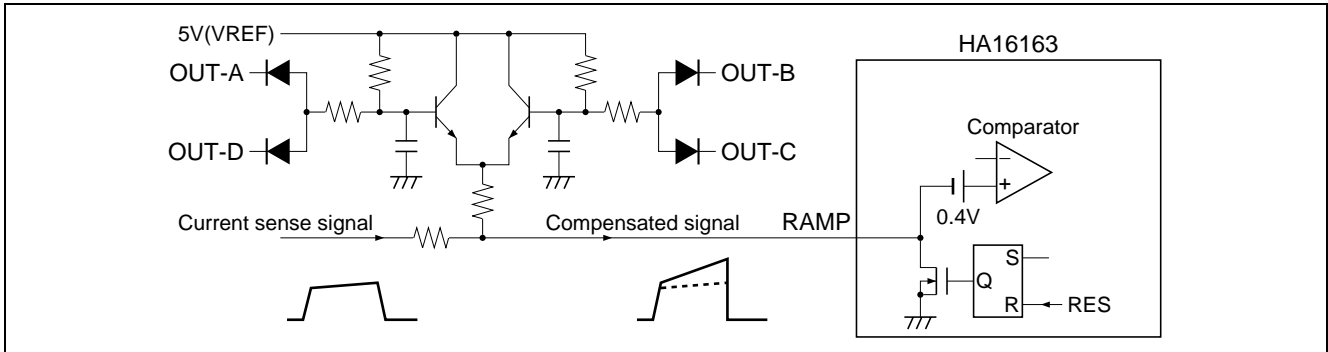 5V(VREF)
HA16163
OUT-A
OUT-B
OUT-D
OUT-C
Comparator
−
+
0.4V
Current sense signal
Compensated signal
RAMP
S
Q
R
RES